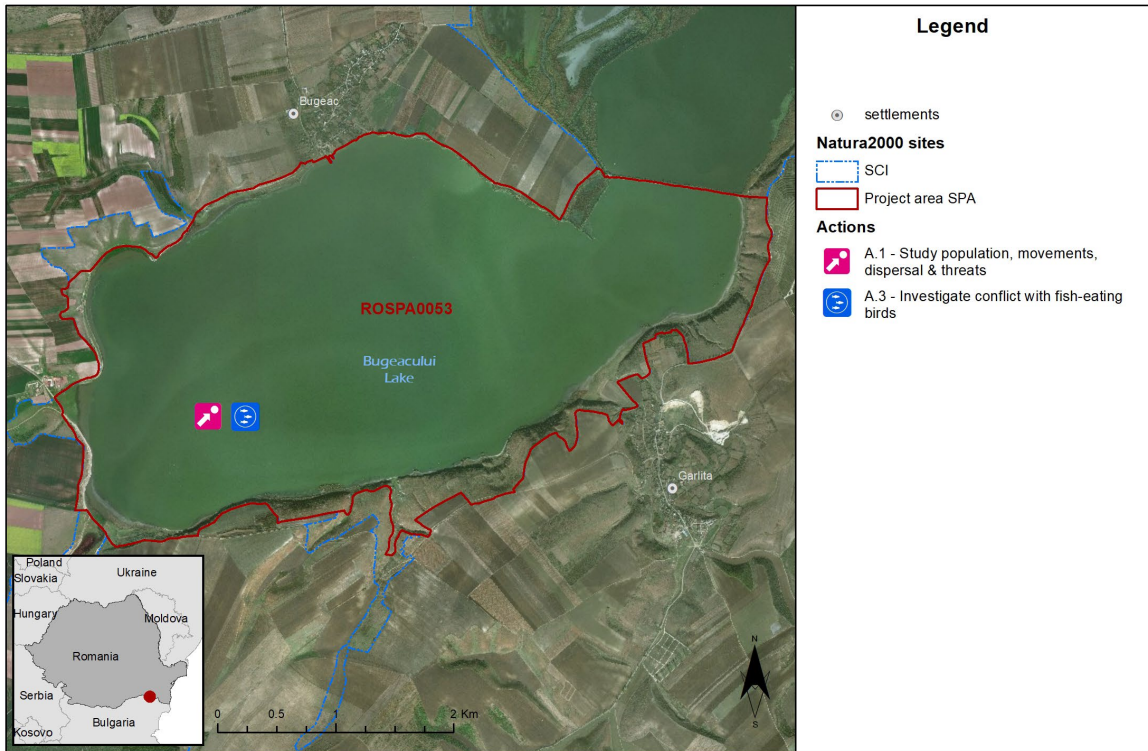 Bugeac
ROSPA0053
Bugeacului
Lake
Garlita
Poland
Slovakia
Ukraine
Hungary
Moldova
Romania
Serbia
Bulgaria
Kosovo
0 0.5 1 2 Km
N
S
Legend
settlements
Natura2000 sites
SCI
Project area SPA
Actions
A.1 - Study population, movements,
dispersal & threats
A.3 - Investigate conflict with fish-eating
birds